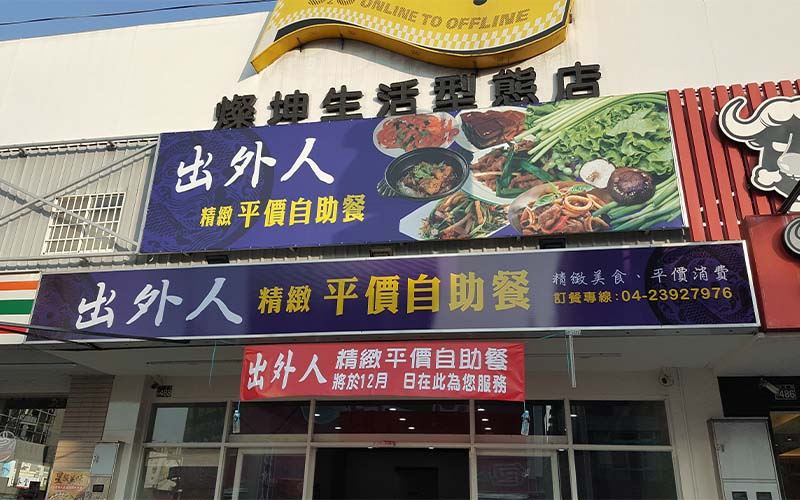 ONLINE TO OFFLINE
燦坤生活型態店
出外人
精緻 平價自助餐
出外人 精緻 平價自助餐
精緻美食、平價消費
訂餐專線:04-23927976
出外人 精緻平價自助餐
將於12月 日在此為您服務
488
486